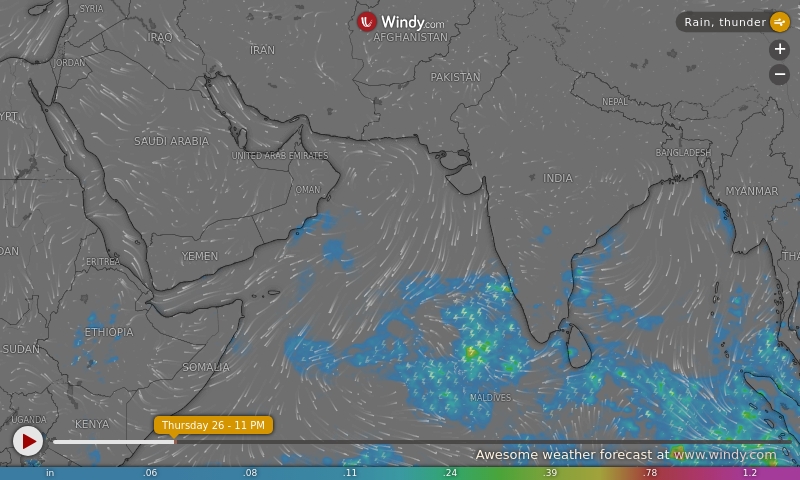 SYRIA
Windy.com
Rain, thunder
IRAQ
IRAN
AFGHANISTAN
JORDAN
PAKISTAN
NEPAL
YPT
SAUDI ARABIA
UNITED ARAB EMIRATES
BANGLADESH
INDIA
OMAN
MYANMAR
DAN
ERITREA
YEMEN
THA
ETHIOPIA
SUDAN
SOMALIA
MALDIVES
UGANDA
KENYA
Thursday 26 - 11 PM
Awesome weather forecast at www.windy.com
in .06 .08 .11 .24 .39 .78 1.2